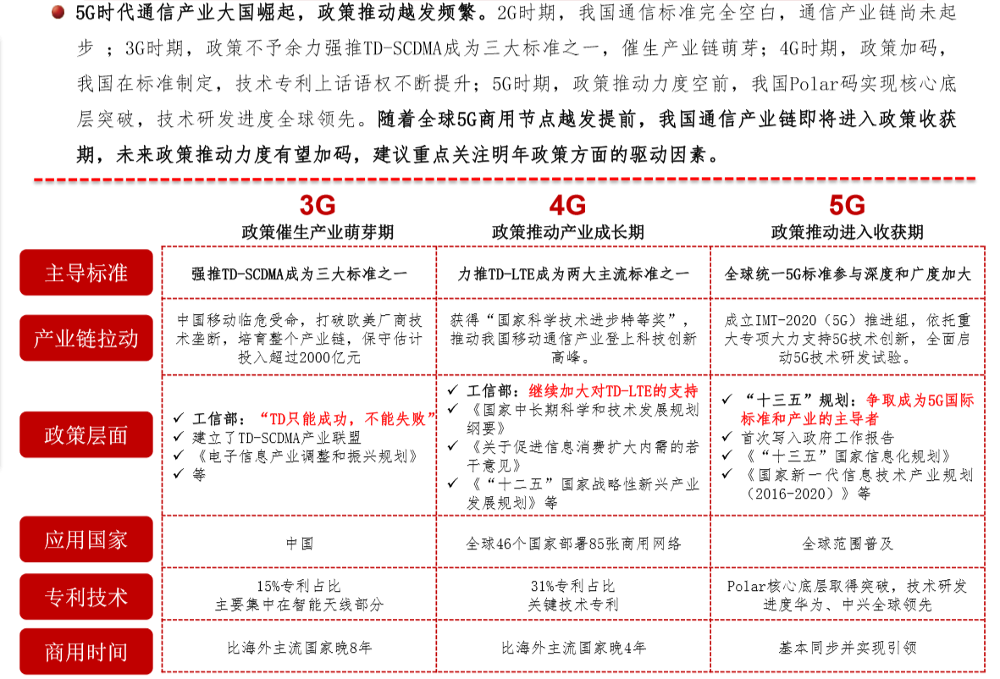 5G时代通信产业大国崛起，政策推动越发频繁。2G时期，我国通信标准完全空白，通信产业链尚未起
步 ；3G时期，政策不予余力强推TD-SCDMA成为三大标准之一，催生产业链萌芽；4G时期，政策加码，
我国在标准制定，技术专利上话语权不断提升；5G时期，政策推动力度空前，我国Polar码实现核心底
层突破，技术研发进度全球领先。随着全球5G商用节点越发提前，我国通信产业链即将进入政策收获
期，未来政策推动力度有望加码，建议重点关注明年政策方面的驱动因素。
3G
4G
5G
政策催生产业萌芽期
政策推动产业成长期
政策推动进入收获期
主导标准
强推TD-SCDMA成为三大标准之一
力推TD-LTE成为两大主流标准之一
全球统一5G标准参与深度和广度加大
产业链拉动
中国移动临危受命，打破欧美厂商技
术垄断，培育整个产业链，保守估计
投入超过2000亿元
获得“国家科学技术进步特等奖”，
推动我国移动通信产业登上科技创新
高峰。
成立IMT-2020（5G）推进组，依托重
大专项大力支持5G技术创新，全面启
动5G技术研发试验。
政策层面
✓ 工信部：“TD只能成功，不能失败”
✓ 建立了TD-SCDMA产业联盟
✓ 《电子信息产业调整和振兴规划》
✓ 等
✓ 工信部：继续加大对TD-LTE的支持
✓ 《国家中长期科学和技术发展规划
纲要》
✓ 《关于促进信息消费扩大内需的若
干意见》
✓ 《“十二五”国家战略性新兴产业
发展规划》等
✓ “十三五”规划：争取成为5G国际
标准和产业的主导者
✓ 首次写入政府工作报告
✓ 《“十三五”国家信息化规划》
✓ 《国家新一代信息技术产业规划
（2016-2020）》等
应用国家
中国
全球46个国家部署85张商用网络
全球范围普及
专利技术
15%专利占比
主要集中在智能天线部分
31%专利占比
关键技术专利
Polar核心底层取得突破，技术研发
进度华为、中兴全球领先
商用时间
比海外主流国家晚8年
比海外主流国家晚4年
基本同步并实现引领